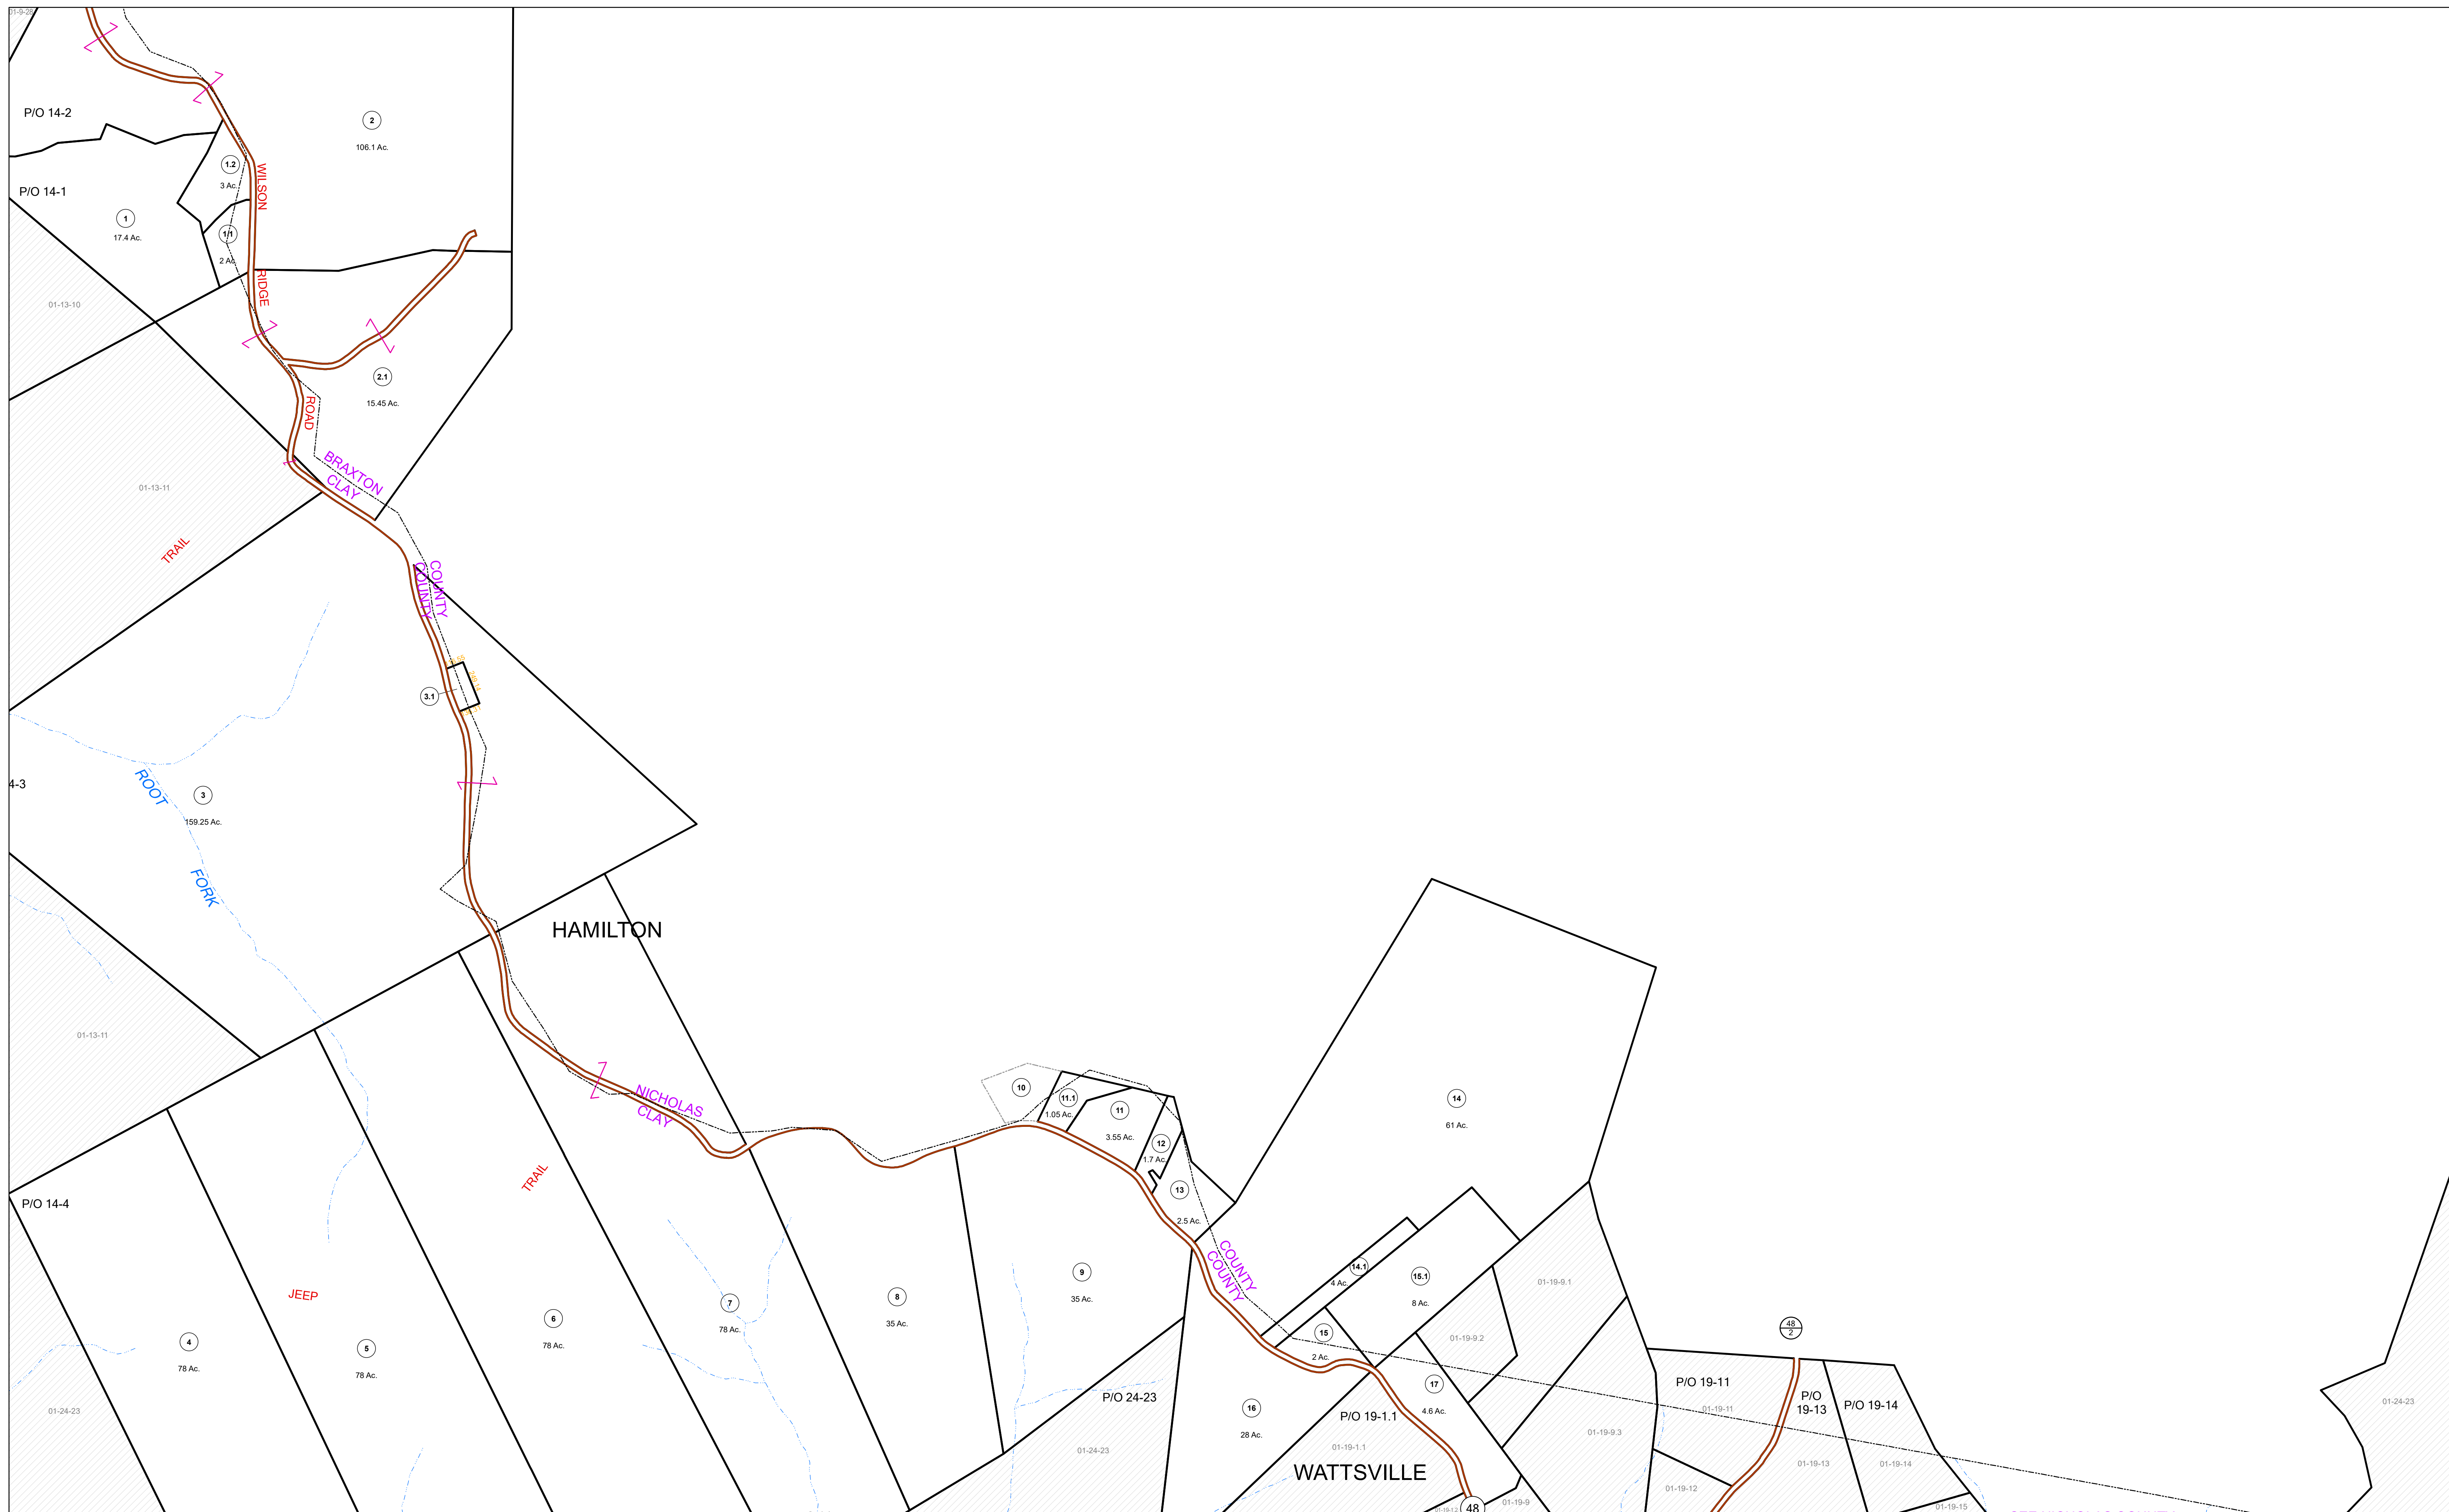 01-9-28
P/O 14-2
2
106.1 Ac.
1.2
3 Ac.
WILSON
P/O 14-1
1
17.4 Ac.
1.1
2 Ac.
RIDGE
01-13-10
2.1
15.45 Ac.
ROAD
BRAXTON
CLAY
01-13-11
TRAIL
COUNTY
COUNTY
3.1
4-3
ROOT
3
159.25 Ac.
FORK
HAMILTON
01-13-11
NICHOLAS
CLAY
10
11.1
1.05 Ac.
11
3.55 Ac.
12
1.7 Ac.
14
61 Ac.
TRAIL
13
2.5 Ac.
P/O 14-4
COUNTY
COUNTY
14.1
4 Ac.
15.1
8 Ac.
01-19-9.1
JEEP
9
35 Ac.
8
35 Ac.
7
78 Ac.
6
78 Ac.
4
78 Ac.
5
78 Ac.
15
2 Ac.
01-19-9.2
48
2
P/O 24-23
17
4.6 Ac.
P/O 19-11
01-19-11
P/O
19-13
P/O 19-14
01-24-23
01-24-23
16
28 Ac.
P/O 19-1.1
01-19-1.1
01-19-9.3
01-24-23
WATTSVILLE
01-19-13
01-19-14
01-19-12
01-19-9
48
01-19-15